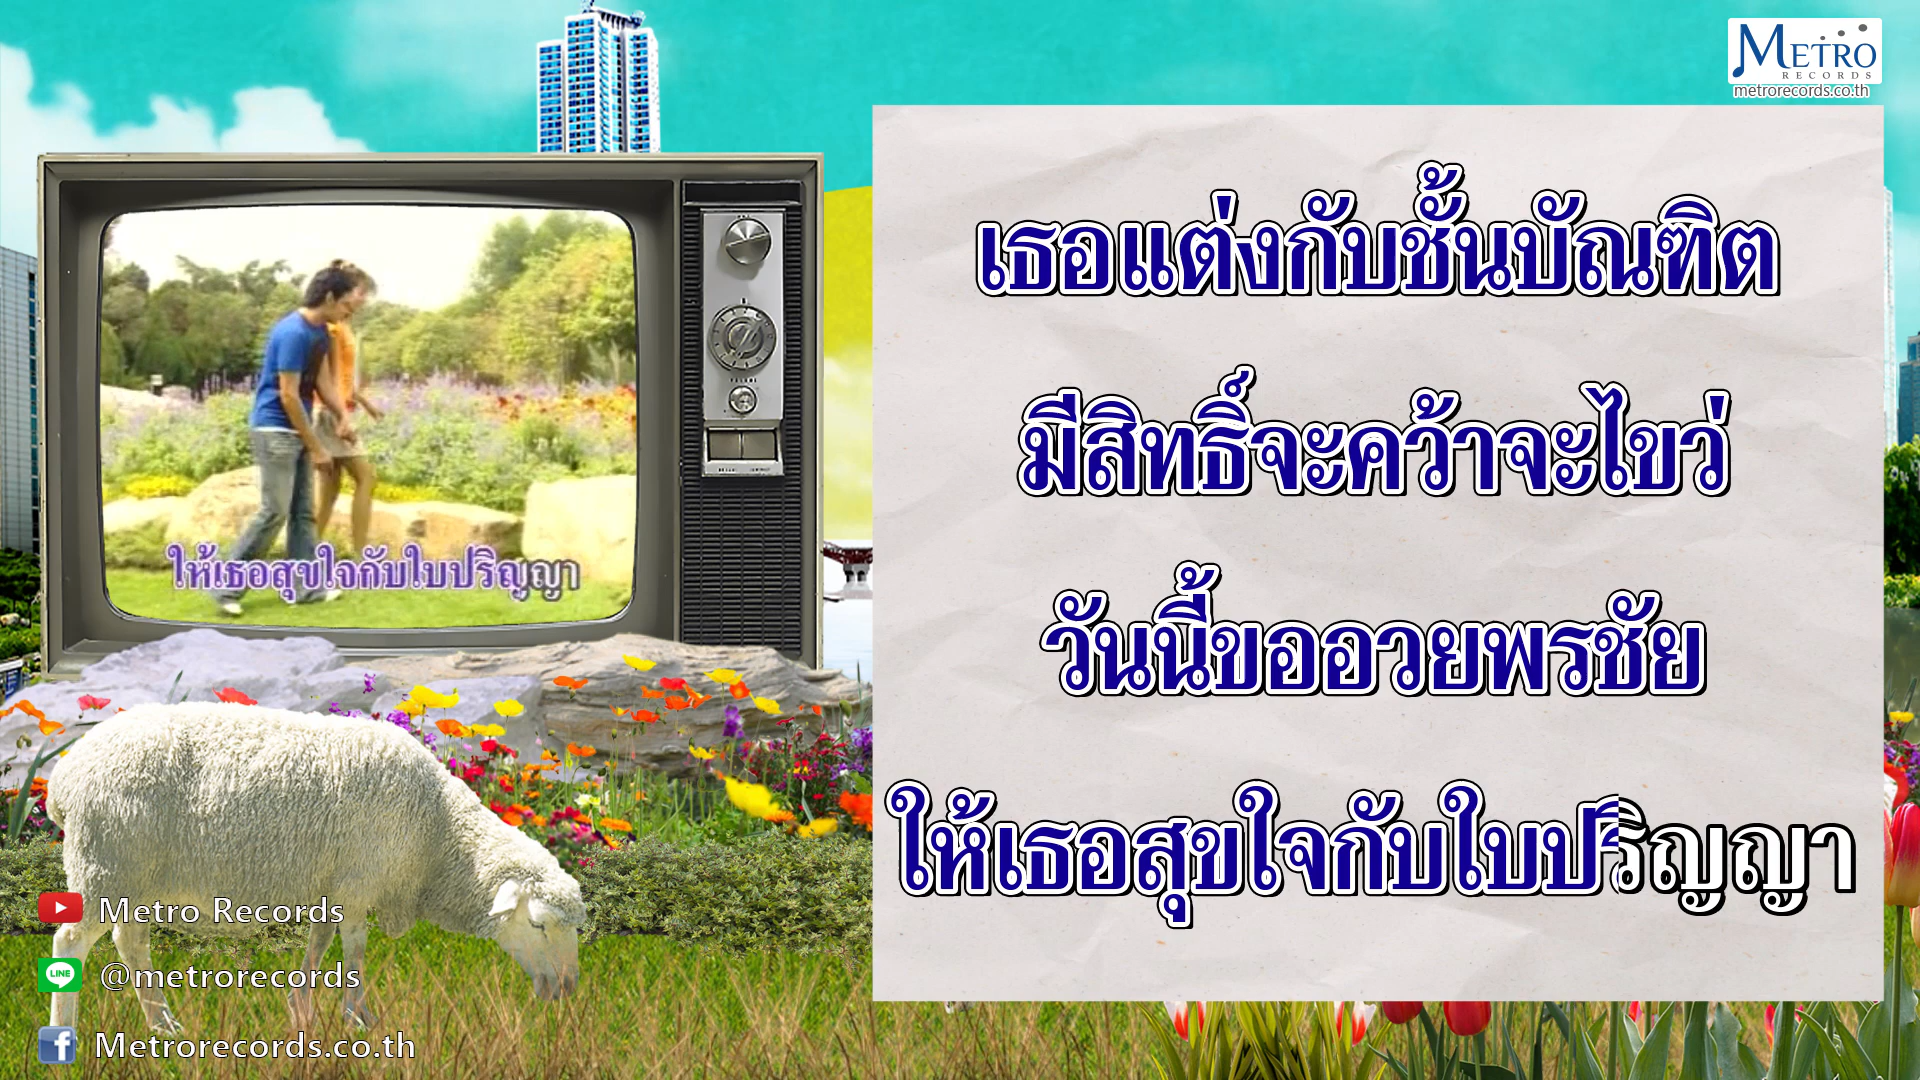 METRO
RECORDS
metrorecords.co.th
เธอแต่งกับชั้นบัณฑิต
มีสิทธิ์จะคว้าจะไขว่
วันนี้ขออวยพรชัย
ให้เธอสุขใจกับใบปริญญา
ให้เธอสุขใจกับใบปริญญา
Metro Records
LINE @metrorecords
Metrorecords.co.th